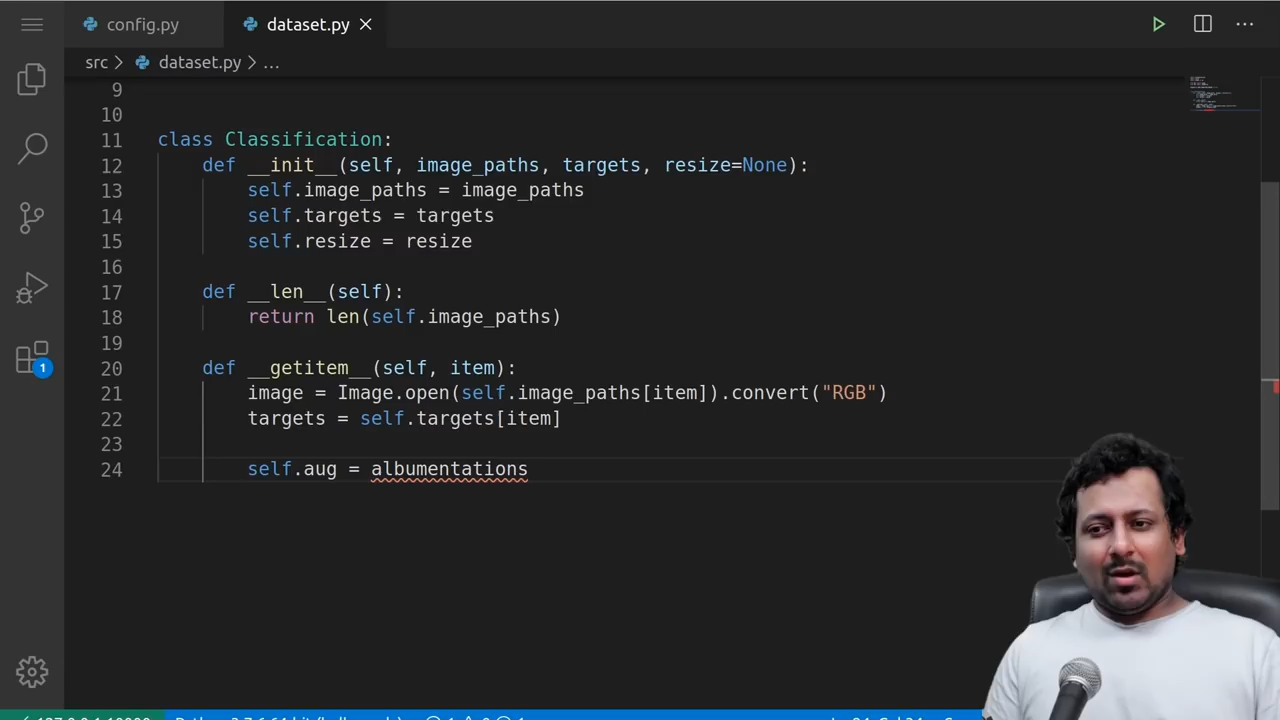 config.py
dataset.py
src > dataset.py > ...
9
10
11 class Classification:
12 def __init__(self, image_paths, targets, resize=None):
13 self.image_paths = image_paths
14 self.targets = targets
15 self.resize = resize
16
17 def __len__(self):
18 return len(self.image_paths)
19
20 def __getitem__(self, item):
21 image = Image.open(self.image_paths[item]).convert("RGB")
22 targets = self.targets[item]
23
24 self.aug = albumentations
1